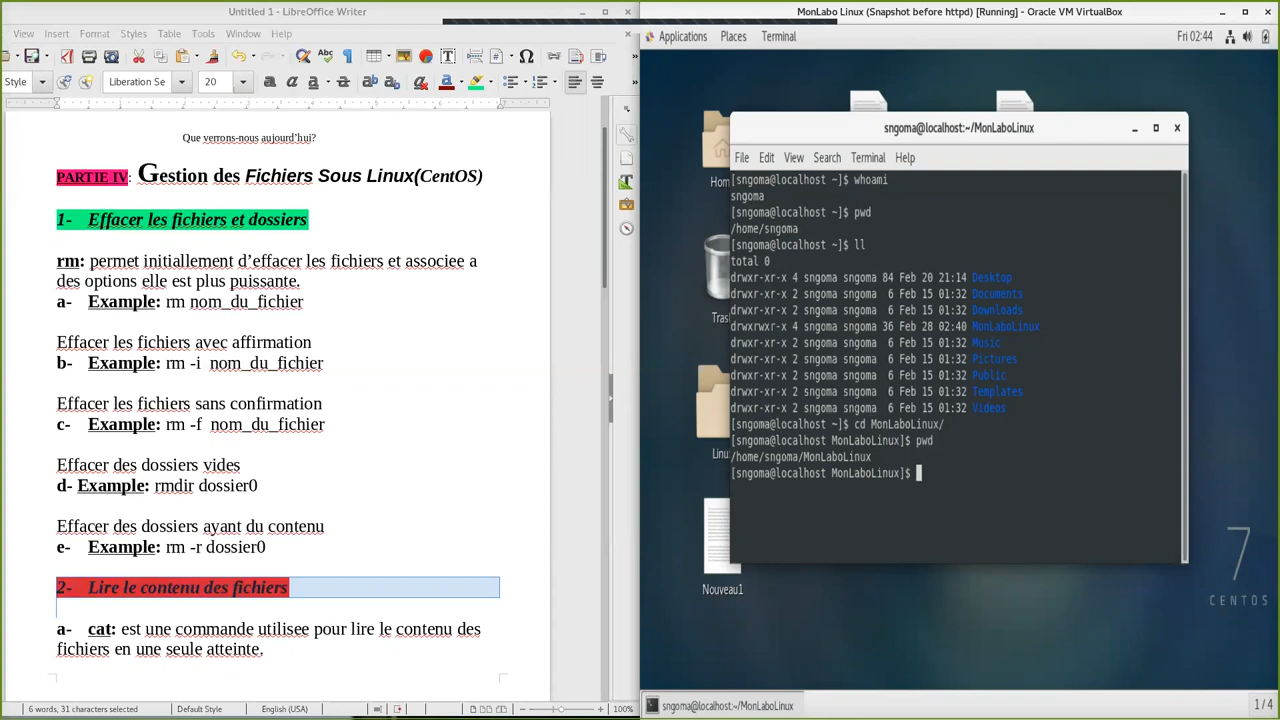 Untitled 1 - LibreOffice Writer
View Insert Format Styles Table Tools Window Help
Style Liberation Se 20
Que verrons-nous aujourd'hui?
PARTIE IV: Gestion des Fichiers Sous Linux(CentOS)
1- Effacer les fichiers et dossiers
rm: permet initiallement d'effacer les fichiers et associee a
des options elle est plus puissante.
a- Example: rm nom_du_fichier
Effacer les fichiers avec affirmation
b- Example: rm -i nom_du_fichier
Effacer les fichiers sans confirmation
c- Example: rm -f nom_du_fichier
Effacer des dossiers vides
d- Example: rmdir dossier0
Effacer des dossiers ayant du contenu
e- Example: rm -r dossier0
2- Lire le contenu des fichiers
a- cat: est une commande utilisee pour lire le contenu des
fichiers en une seule atteinte.
6 words, 31 characters selected Default Style English (USA) 100%
MonLabo Linux (Snapshot before httpd) [Running] - Oracle VM VirtualBox
Applications Places Terminal Fri 02:44
Nouveau1
sngoma@localhost:~/MonLaboLinux
File Edit View Search Terminal Help
[sngoma@localhost ~]$ whoami
sngoma
[sngoma@localhost ~]$ pwd
/home/sngoma
[sngoma@localhost ~]$ ll
total 0
drwxr-xr-x 4 sngoma sngoma 84 Feb 20 21:14 Desktop
drwxr-xr-x 2 sngoma sngoma 6 Feb 15 01:32 Documents
drwxr-xr-x 2 sngoma sngoma 6 Feb 15 01:32 Downloads
drwxrwxr-x 4 sngoma sngoma 36 Feb 28 02:40 MonLaboLinux
drwxr-xr-x 2 sngoma sngoma 6 Feb 15 01:32 Music
drwxr-xr-x 2 sngoma sngoma 6 Feb 15 01:32 Pictures
drwxr-xr-x 2 sngoma sngoma 6 Feb 15 01:32 Public
drwxr-xr-x 2 sngoma sngoma 6 Feb 15 01:32 Templates
drwxr-xr-x 2 sngoma sngoma 6 Feb 15 01:32 Videos
[sngoma@localhost ~]$ cd MonLaboLinux/
[sngoma@localhost MonLaboLinux]$ pwd
/home/sngoma/MonLaboLinux
[sngoma@localhost MonLaboLinux]$
7
CENTOS
sngoma@localhost:~/MonLaboLinux 1 / 4